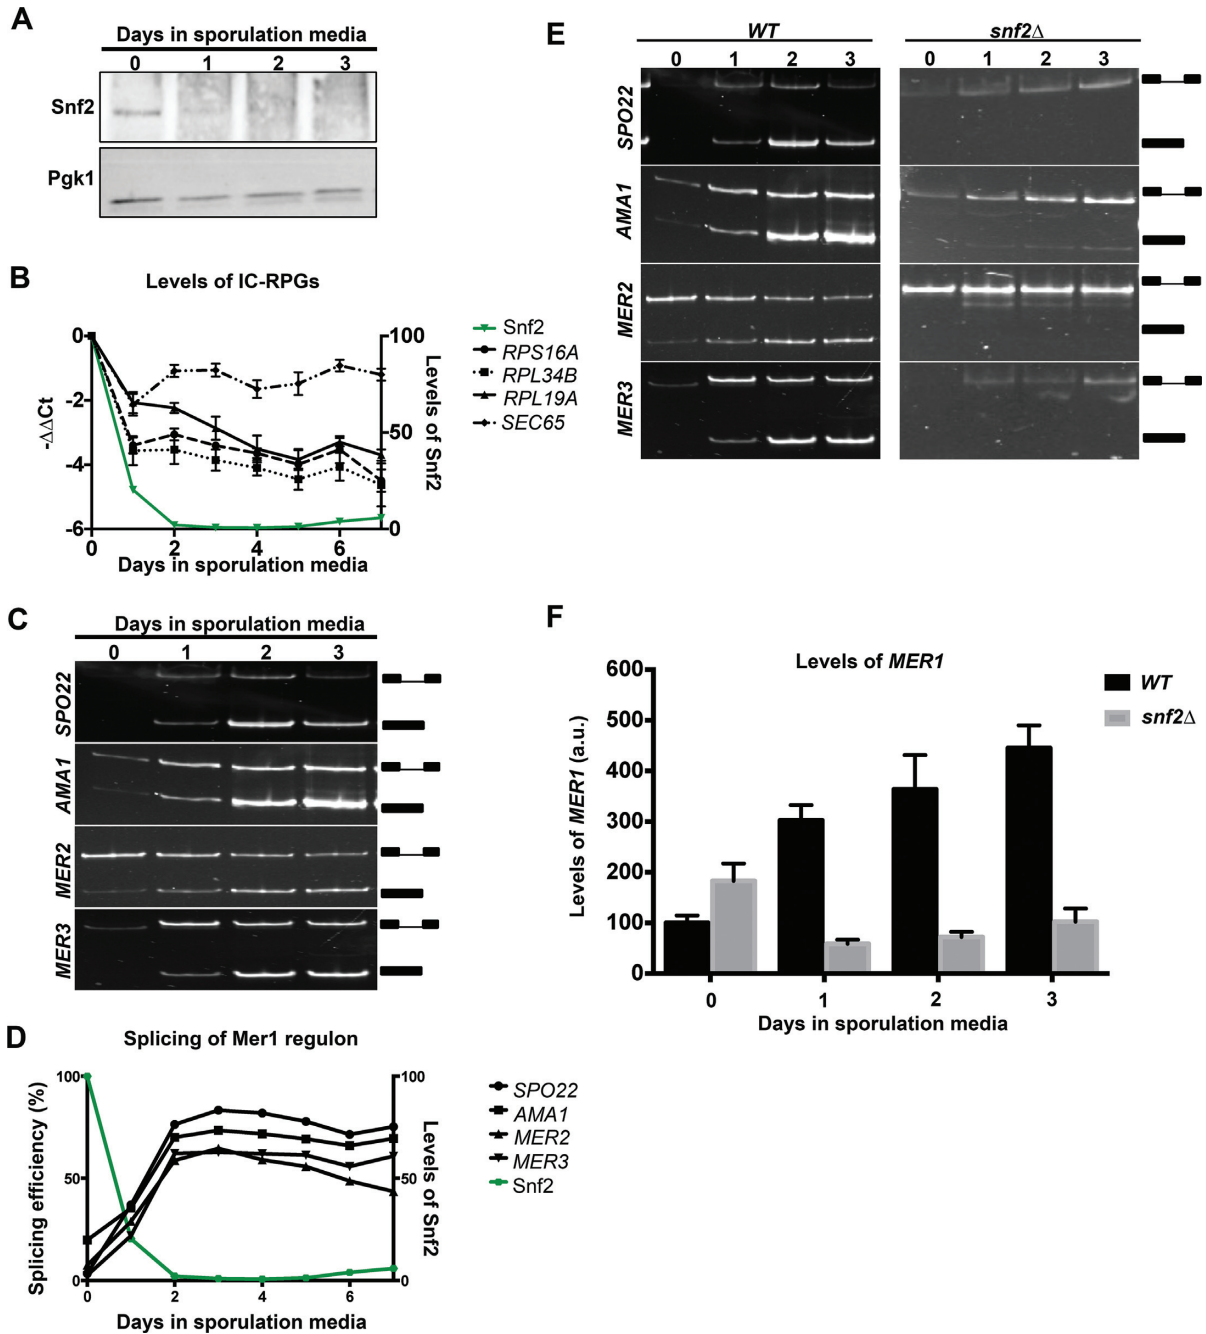 A
Days in sporulation media
0 1 2 3
Snf2
Pgk1
B
Levels of IC-RPGs
0
-2
-4
-6
-ΔΔCt
100
50
0
Levels of Snf2
0 2 4 6
Days in sporulation media
Snf2
RPS16A
RPL34B
RPL19A
SEC65
C
Days in sporulation media
0 1 2 3
SPO22
AMA1
MER2
MER3
D
Splicing of Mer1 regulon
100
50
0
Splicing efficiency (%)
100
50
0
Levels of Snf2
0 2 4 6
Days in sporulation media
SPO22
AMA1
MER2
MER3
Snf2
E
WT snf2Δ
0 1 2 3 0 1 2 3
SPO22
AMA1
MER2
MER3
F
Levels of MER1
600
500
400
300
200
100
0
Levels of MER1 (a.u.)
0 1 2 3
Days in sporulation media
WT
snf2Δ